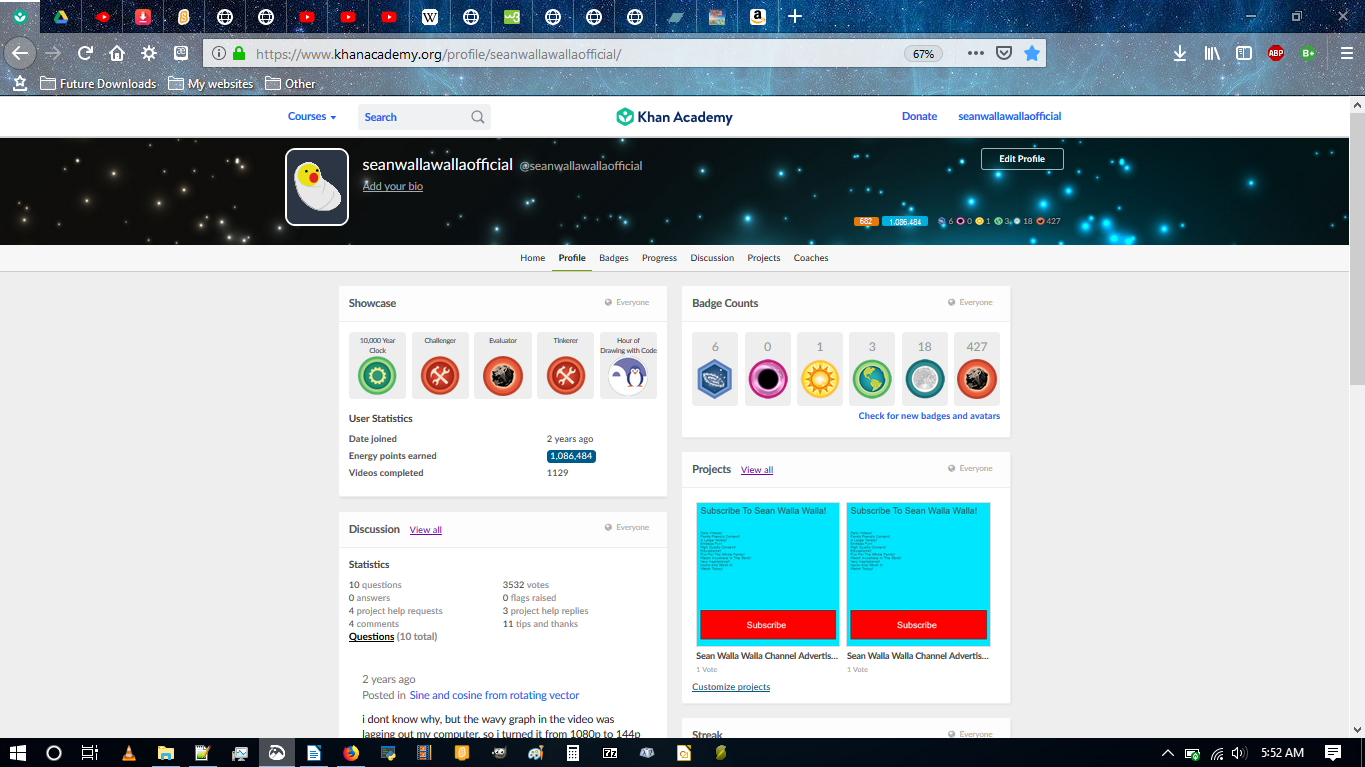 https://www.khanacademy.org/profile/seanwallawallaofficial/
67%
Future Downloads
My websites
Other
Courses
Search
Khan Academy
Donate
seanwallawallaofficial
seanwallawallaofficial @seanwallawallaofficial
Add your bio
Edit Profile
682 1,086,484 6 0 1 3 18 427
Home Profile Badges Progress Discussion Projects Coaches
Showcase
Everyone
10,000 Year
Clock
Challenger
Evaluator
Tinkerer
Hour of
Drawing with Code
User Statistics
Date joined 2 years ago
Energy points earned 1,086,484
Videos completed 1129
Badge Counts
Everyone
6 0 1 3 18 427
Check for new badges and avatars
Discussion View all
Everyone
Statistics
10 questions 3532 votes
0 answers 0 flags raised
4 project help requests 3 project help replies
4 comments 11 tips and thanks
Questions (10 total)
2 years ago
Posted in Sine and cosine from rotating vector
i dont know why, but the wavy graph in the video was
lagging out my computer, so i turned it from 1080p to 144p
Projects View all
Everyone
Subscribe To Sean Walla Walla!
Subscribe
Sean Walla Walla Channel Advertis...
1 Vote
Subscribe To Sean Walla Walla!
Subscribe
Sean Walla Walla Channel Advertis...
1 Vote
Customize projects
Streak
Everyone
5:52 AM